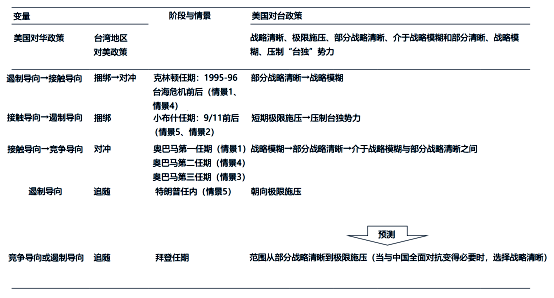 变量 阶段与情景 美国对台政策
美国对华政策 台湾地区 战略清晰、极限施压、部分战略清晰、介于战略模糊和部分清晰、战略模
对美政策 糊、压制“台独”势力
遏制导向→接触导向 捆绑→对冲 克林顿任期：1995-96 部分战略清晰→战略模糊
台海危机前后（情景1、
情景4）
接触导向→遏制导向 捆绑 小布什任期：9/11前后 短期极限施压→压制台独势力
（情景5、情景2）
接触导向→竞争导向 对冲 奥巴马第一任期（情景1） 战略模糊→部分战略清晰→介于战略模糊与部分战略清晰之间
奥巴马第二任期（情景4）
奥巴马第三任期（情景3）
遏制导向 追随 特朗普任内（情景5） 朝向极限施压
预测
竞争导向或遏制导向 追随 拜登任期 范围从部分战略清晰到极限施压（当与中国全面对抗变得必要时，选择战略清晰）